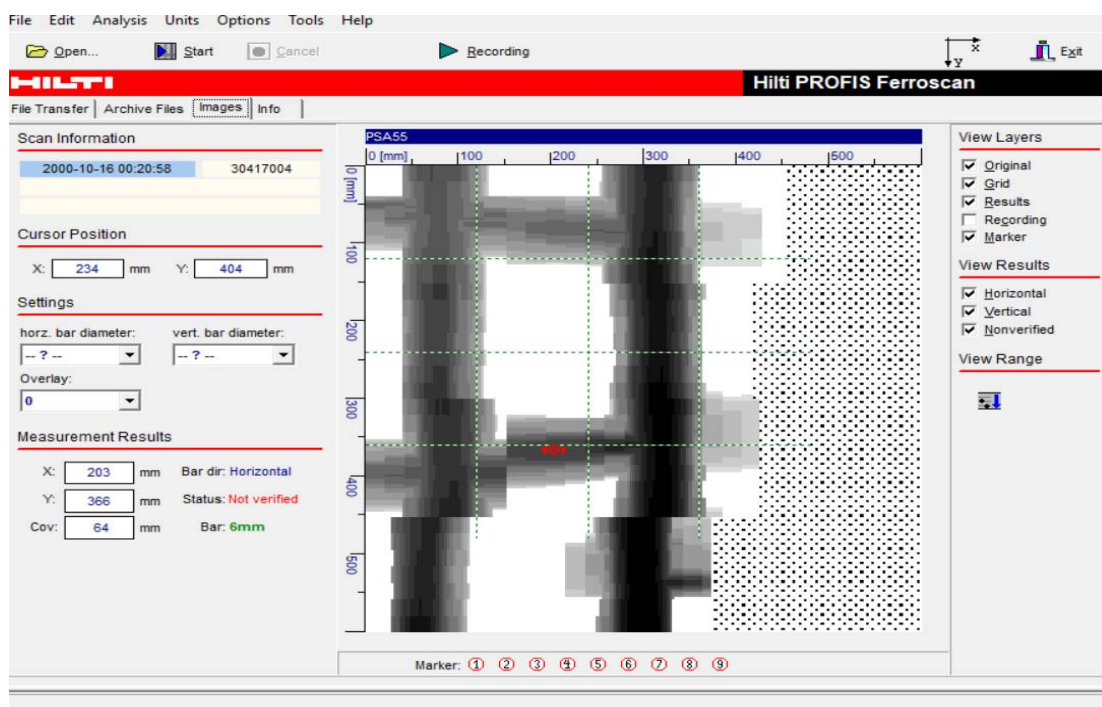 File Edit Analysis Units Options Tools Help
Open... Start Cancel Recording x y Exit
HILTI Hilti PROFIS Ferroscan
File Transfer Archive Files Images Info
Scan Information
2000-10-16 00:20:58 30417004
Cursor Position
X: 234 mm Y: 404 mm
Settings
horz. bar diameter: vert. bar diameter:
-- ? -- -- ? --
Overlay:
0
Measurement Results
X: 203 mm Bar dir: Horizontal
Y: 366 mm Status: Not verified
Cov: 64 mm Bar: 6mm
PSA55
0 [mm] 100 200 300 400 500
0 [mm]
100
200
300
400
500
Marker: 1 2 3 4 5 6 7 8 9
View Layers
Original
Grid
Results
Recording
Marker
View Results
Horizontal
Vertical
Nonverified
View Range